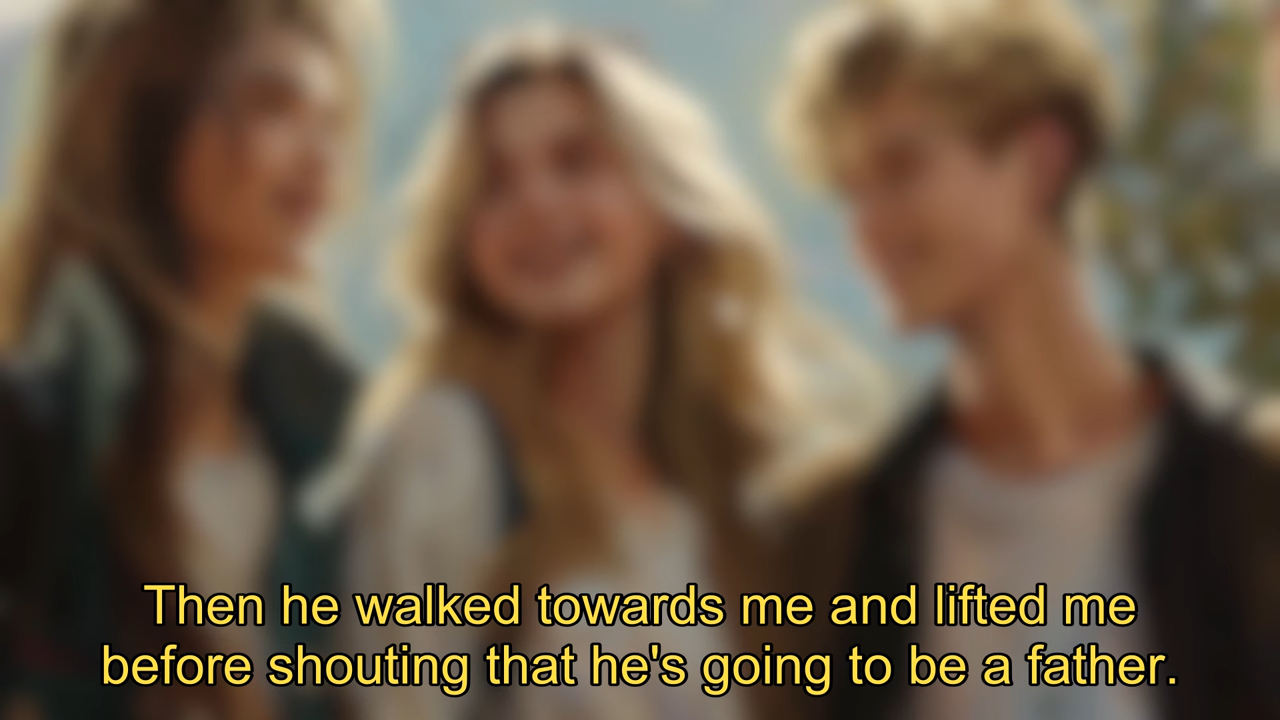 Then he walked towards me and lifted me
before shouting that he's going to be a father.